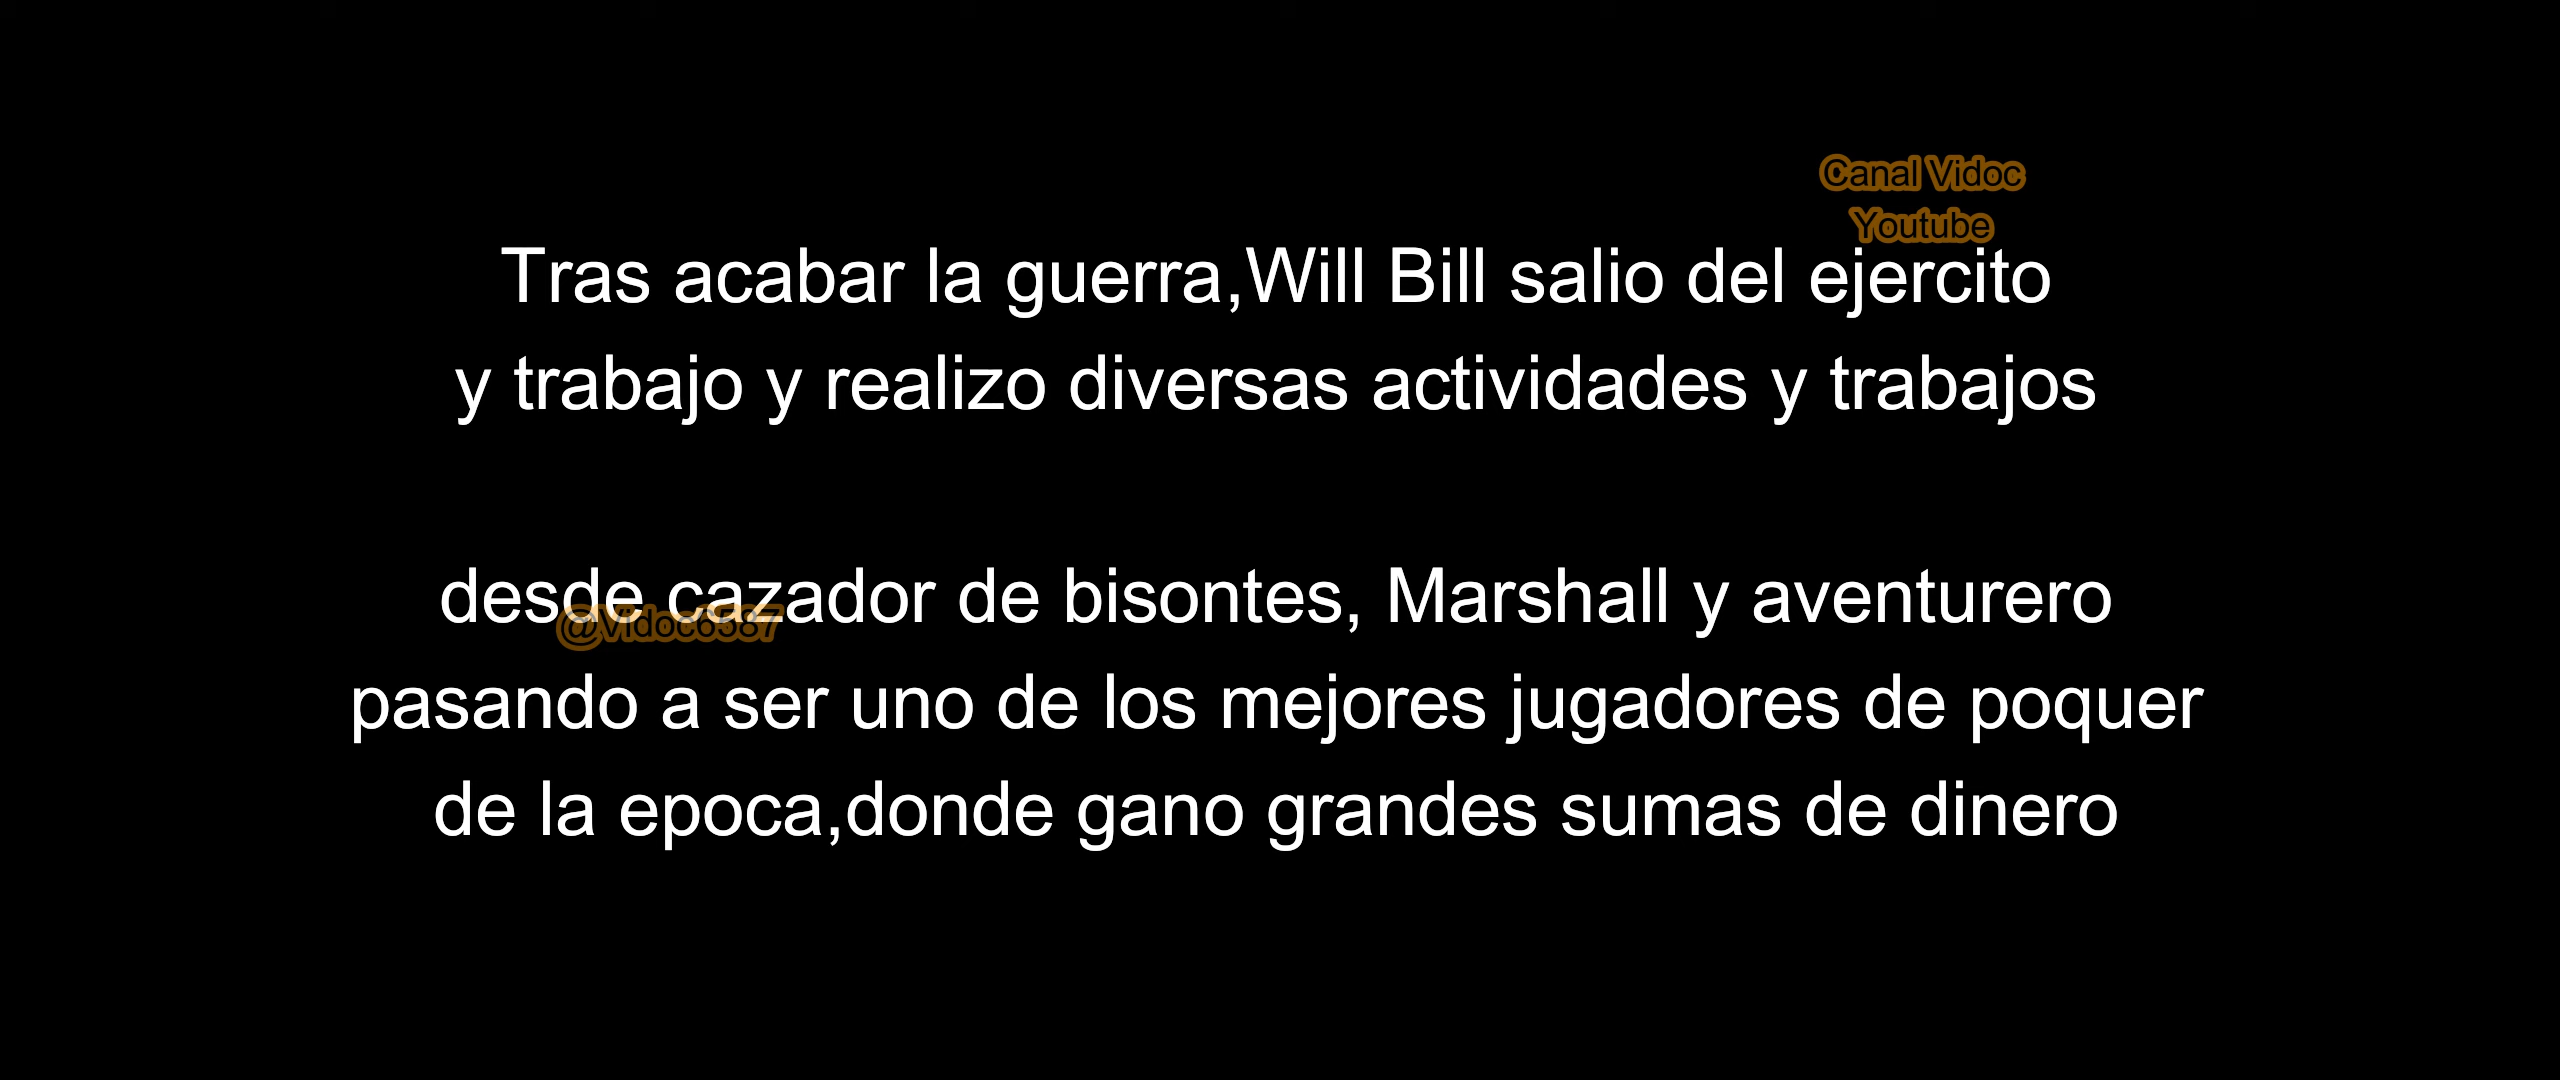 Canal Vidoc
Youtube
Tras acabar la guerra,Will Bill salio del ejercito
y trabajo y realizo diversas actividades y trabajos
desde cazador de bisontes, Marshall y aventurero
@Vidoc6587
pasando a ser uno de los mejores jugadores de poquer
de la epoca,donde gano grandes sumas de dinero